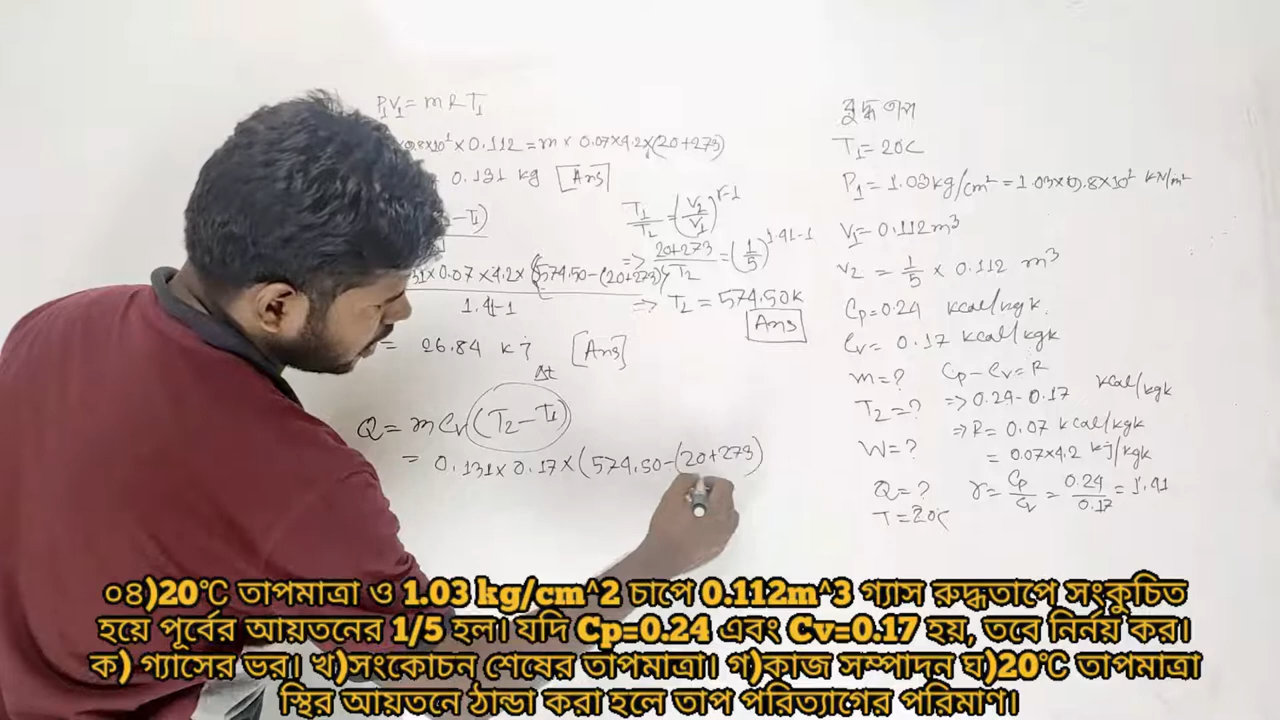 P₁V₁ = mRT₁
0.8×10¹ × 0.112 = m × 0.07×4.2×(20+273)
0.131 kg [Ans]
- T₁)
31×0.07×4.2×{574.50-(20+273)}
1.41-1
= 26.84 kj [Ans]
T₁/T₂ = (V₂/V₁)^r-1
=> 20+273/T₂ = (1/5)^1.41-1
=> T₂ = 574.50k
Ans
Δt
Q = mCv(T₂-T₁)
= 0.131×0.17×(574.50-(20+273)
রুদ্ধতাপ
T₁ = 20c
P₁ = 1.03kg/cm² = 1.03×9.8×10¹ kN/m²
V₁ = 0.112m³
V₂ = 1/5 × 0.112 m³
Cp=0.24 kcal/kgk.
Cv = 0.17 kcal/kgk
m=? Cp-Cv=R
T₂=? => 0.24-0.17 kcal/kgk
=> R= 0.07 kcal/kgk
W=? = 0.07×4.2 kj/kgk
Q=? r = Cp/Cv = 0.24/0.17 = 1.41
T=20c
০৪)20℃ তাপমাত্রা ও 1.03 kg/cm^2 চাপে 0.112m^3 গ্যাস রুদ্ধতাপে সংকুচিত
হয়ে পূর্বের আয়তনের 1/5 হল। যদি Cp=0.24 এবং Cv=0.17 হয়, তবে নির্নয় কর।
ক) গ্যাসের ভর। খ)সংকোচন শেষের তাপমাত্রা। গ)কাজ সম্পাদন ঘ)20℃ তাপমাত্রা
স্থির আয়তনে ঠান্ডা করা হলে তাপ পরিত্যাগের পরিমাণ।